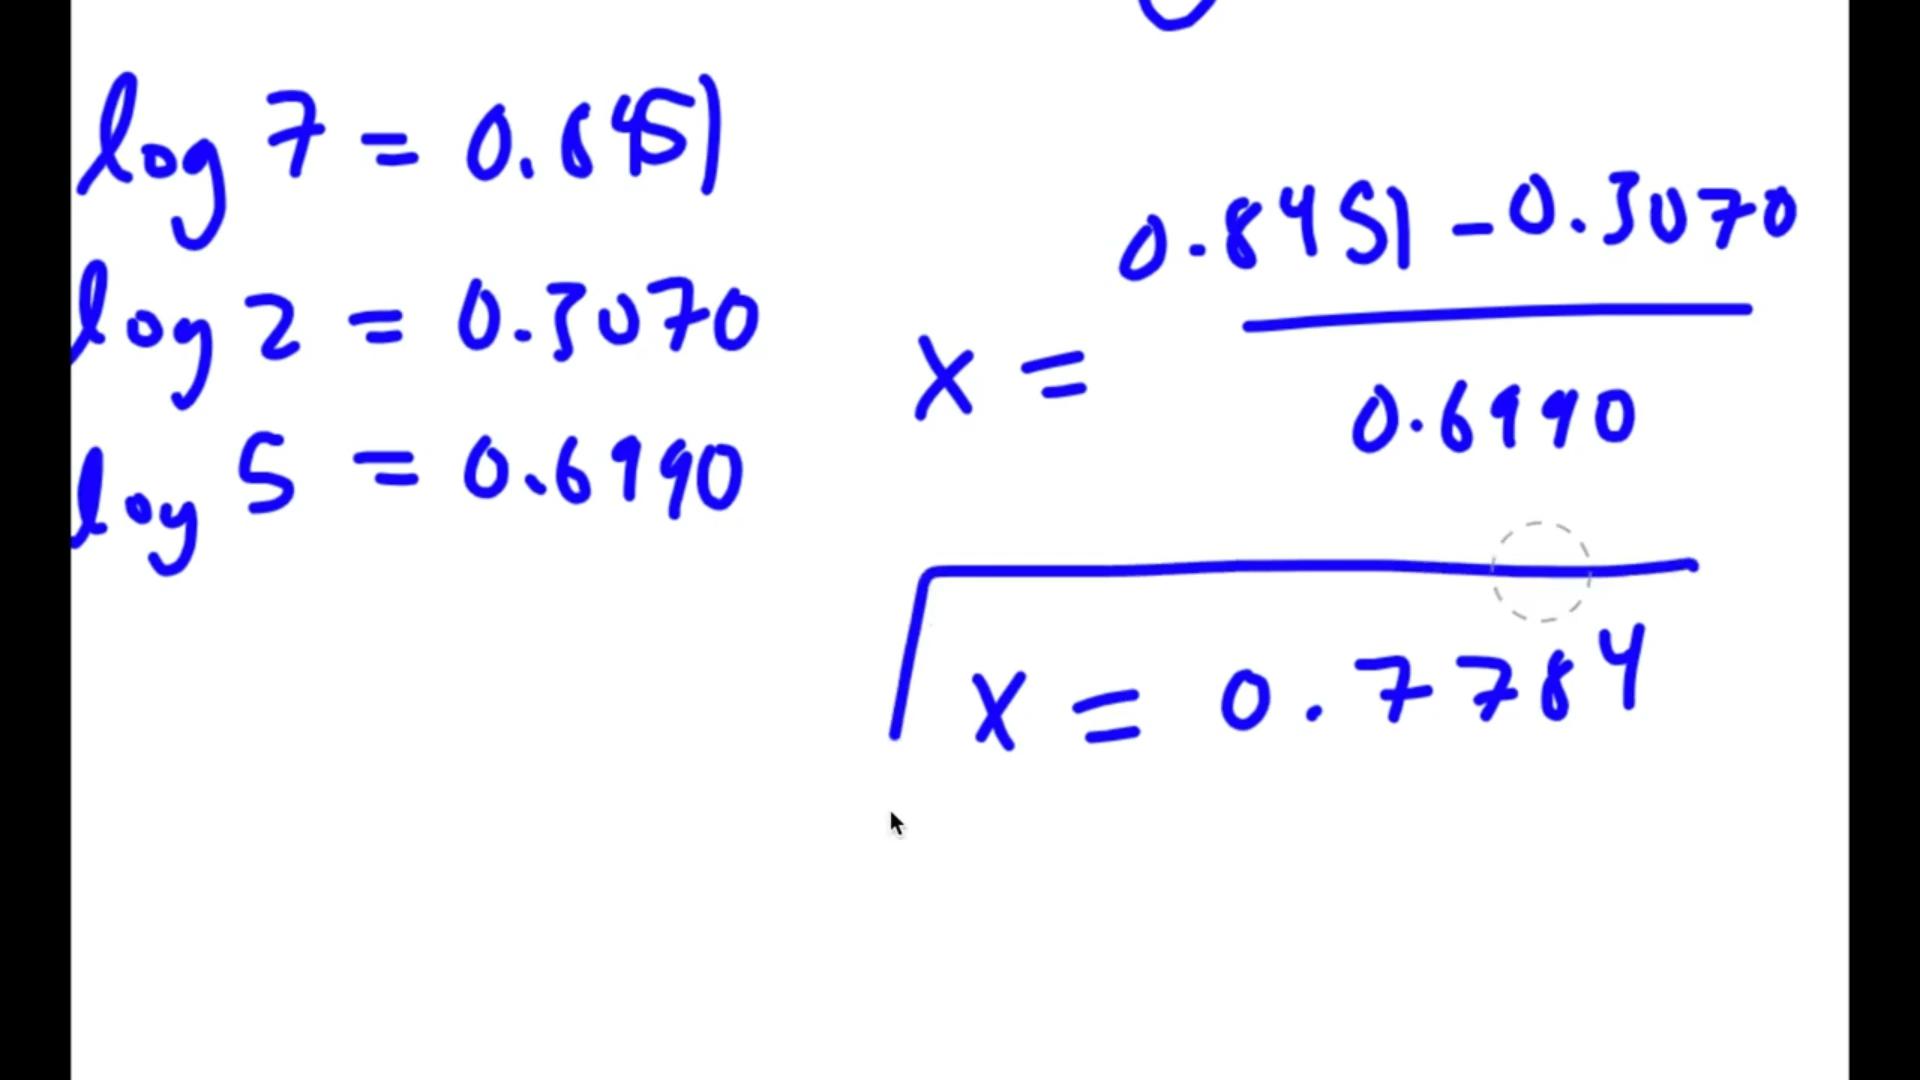 log 7 = 0.8451
log 2 = 0.3070
log 5 = 0.6990
x = (0.8451 - 0.3070) / 0.6990
x = 0.7784